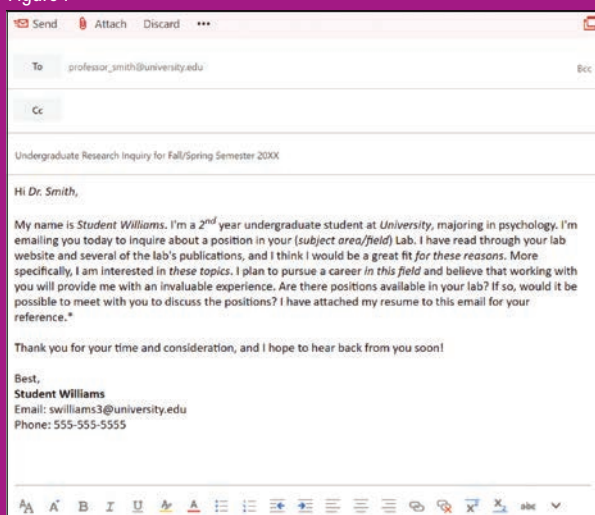 Send Attach Discard •••
To professor_smith@university.edu Bcc
Cc
Undergraduate Research Inquiry for Fall/Spring Semester 20XX
Hi Dr. Smith,
My name is Student Williams. I'm a 2nd year undergraduate student at University, majoring in psychology. I'm
emailing you today to inquire about a position in your (subject area/field) Lab. I have read through your lab
website and several of the lab's publications, and I think I would be a great fit for these reasons. More
specifically, I am interested in these topics. I plan to pursue a career in this field and believe that working with
you will provide me with an invaluable experience. Are there positions available in your lab? If so, would it be
possible to meet with you to discuss the positions? I have attached my resume to this email for your
reference.*
Thank you for your time and consideration, and I hope to hear back from you soon!
Best,
Student Williams
Email: swilliams3@university.edu
Phone: 555-555-5555